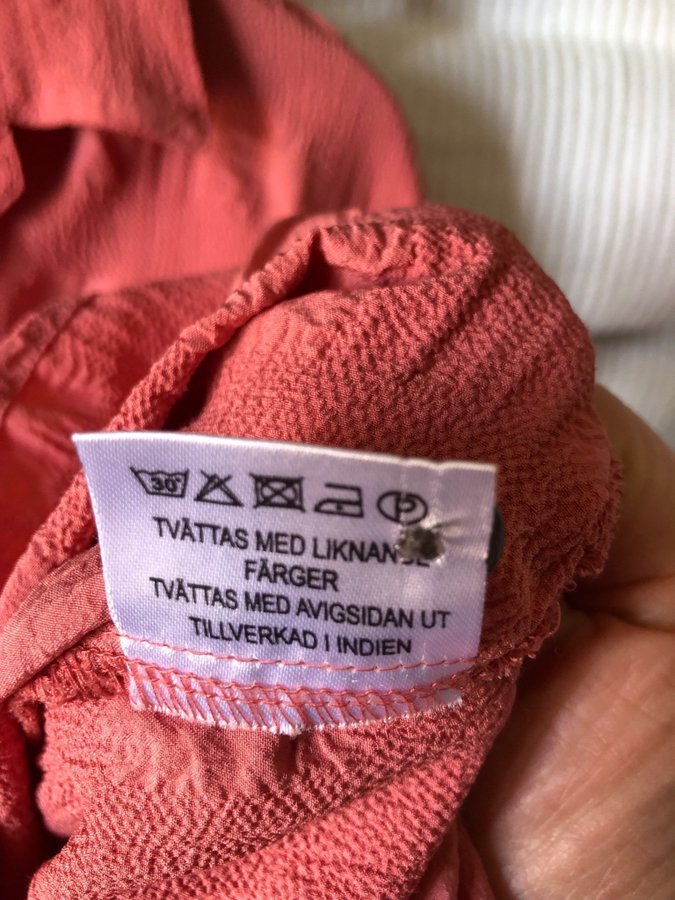 30°
P
TVÄTTAS MED LIKNANDE
FÄRGER
TVÄTTAS MED AVIGSIDAN UT
TILLVERKAD I INDIEN